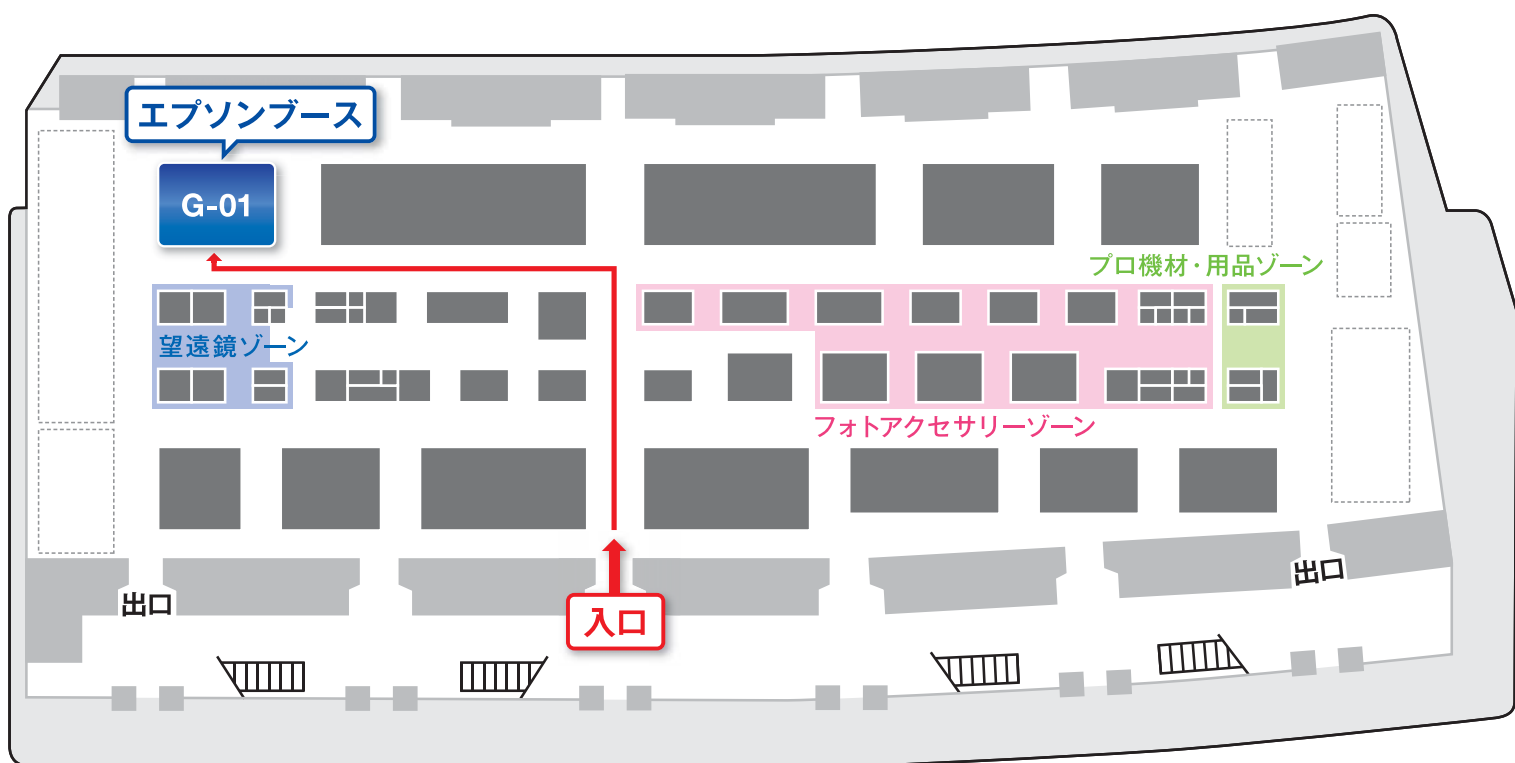 エプソンブース
G-01
プロ機材・用品ゾーン
望遠鏡ゾーン
フォトアクセサリーゾーン
出口
出口
入口